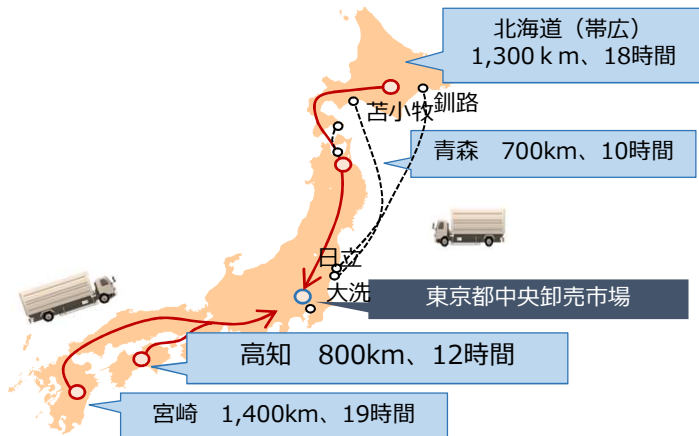 北海道（帯広）
1,300ｋｍ、18時間
苫小牧
釧路
青森　700km、10時間
日立
大洗
東京都中央卸売市場
高知　800km、12時間
宮崎　1,400km、19時間